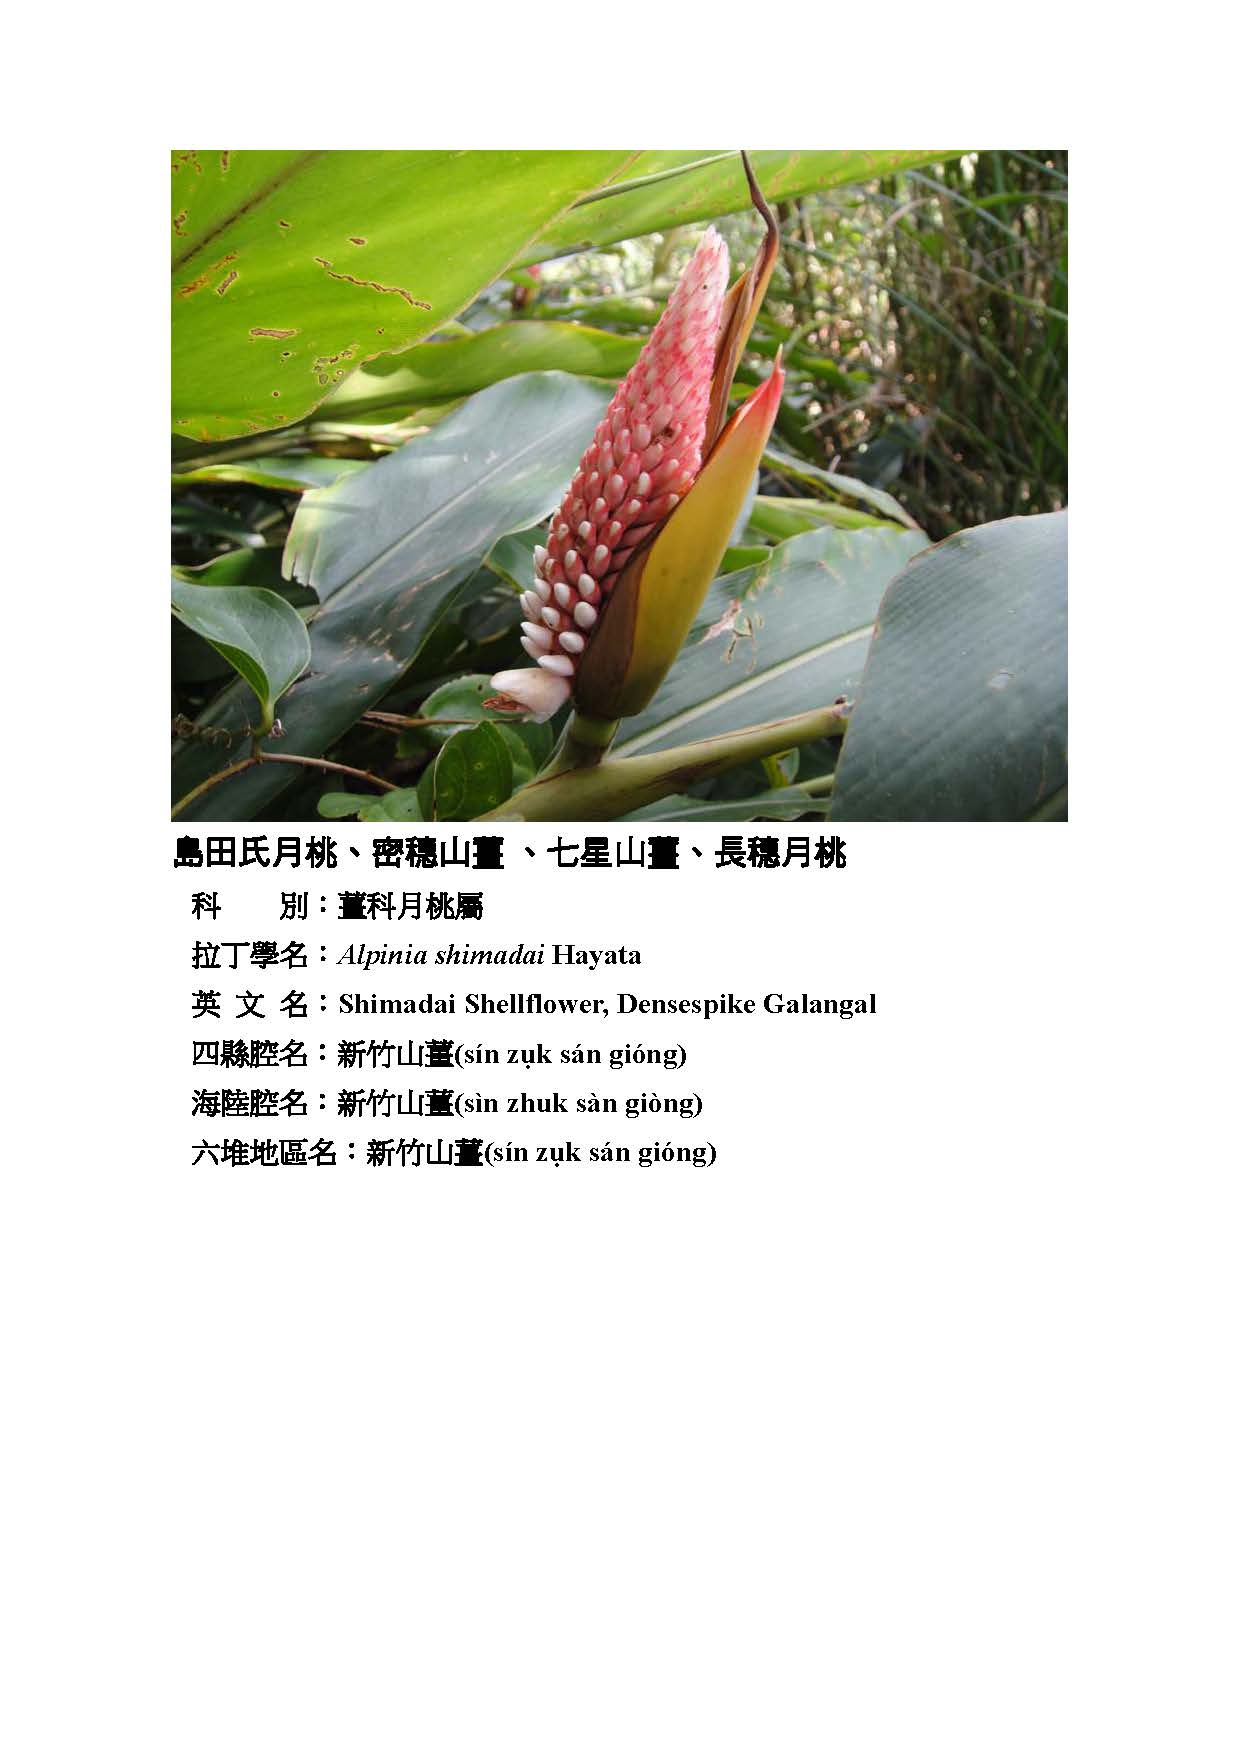 島田氏月桃、密穗山薑 、七星山薑、長穗月桃
科　　別：薑科月桃屬
拉丁學名：Alpinia shimadai Hayata
英 文 名：Shimadai Shellflower, Densespike Galangal
四縣腔名：新竹山薑(sín zụk sán gióng)
海陸腔名：新竹山薑(sìn zhuk sàn giòng)
六堆地區名：新竹山薑(sín zụk sán gióng)